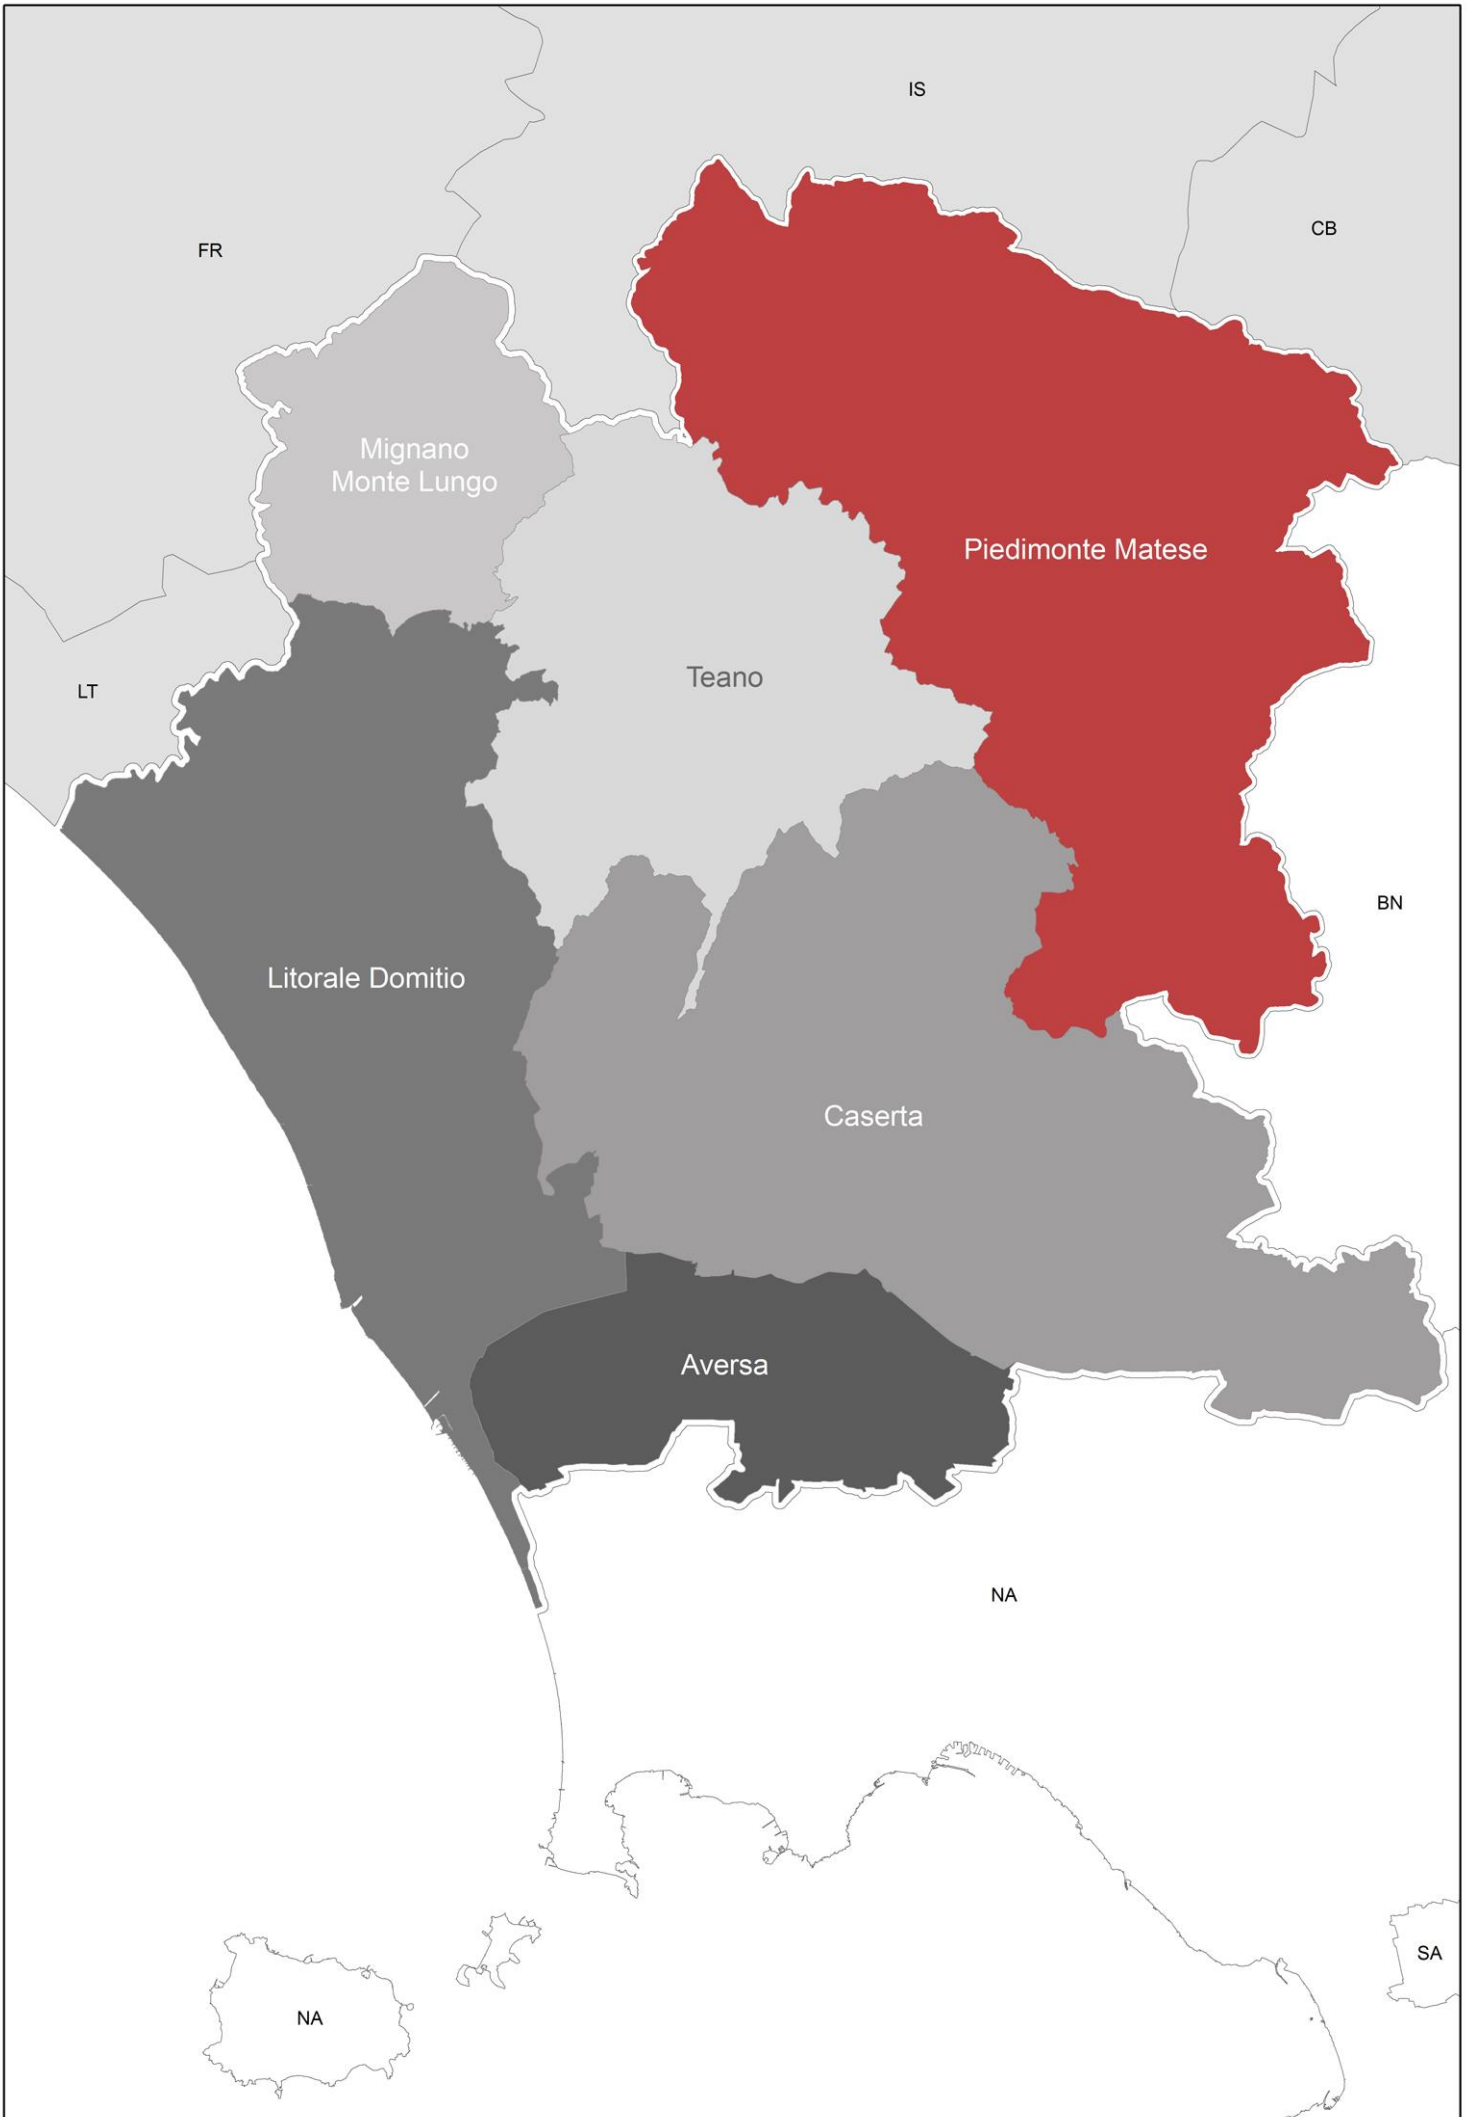 IS
CB
FR
Mignano
Monte Lungo
Piedimonte Matese
Teano
LT
BN
Litorale Domitio
Caserta
Aversa
NA
SA
NA